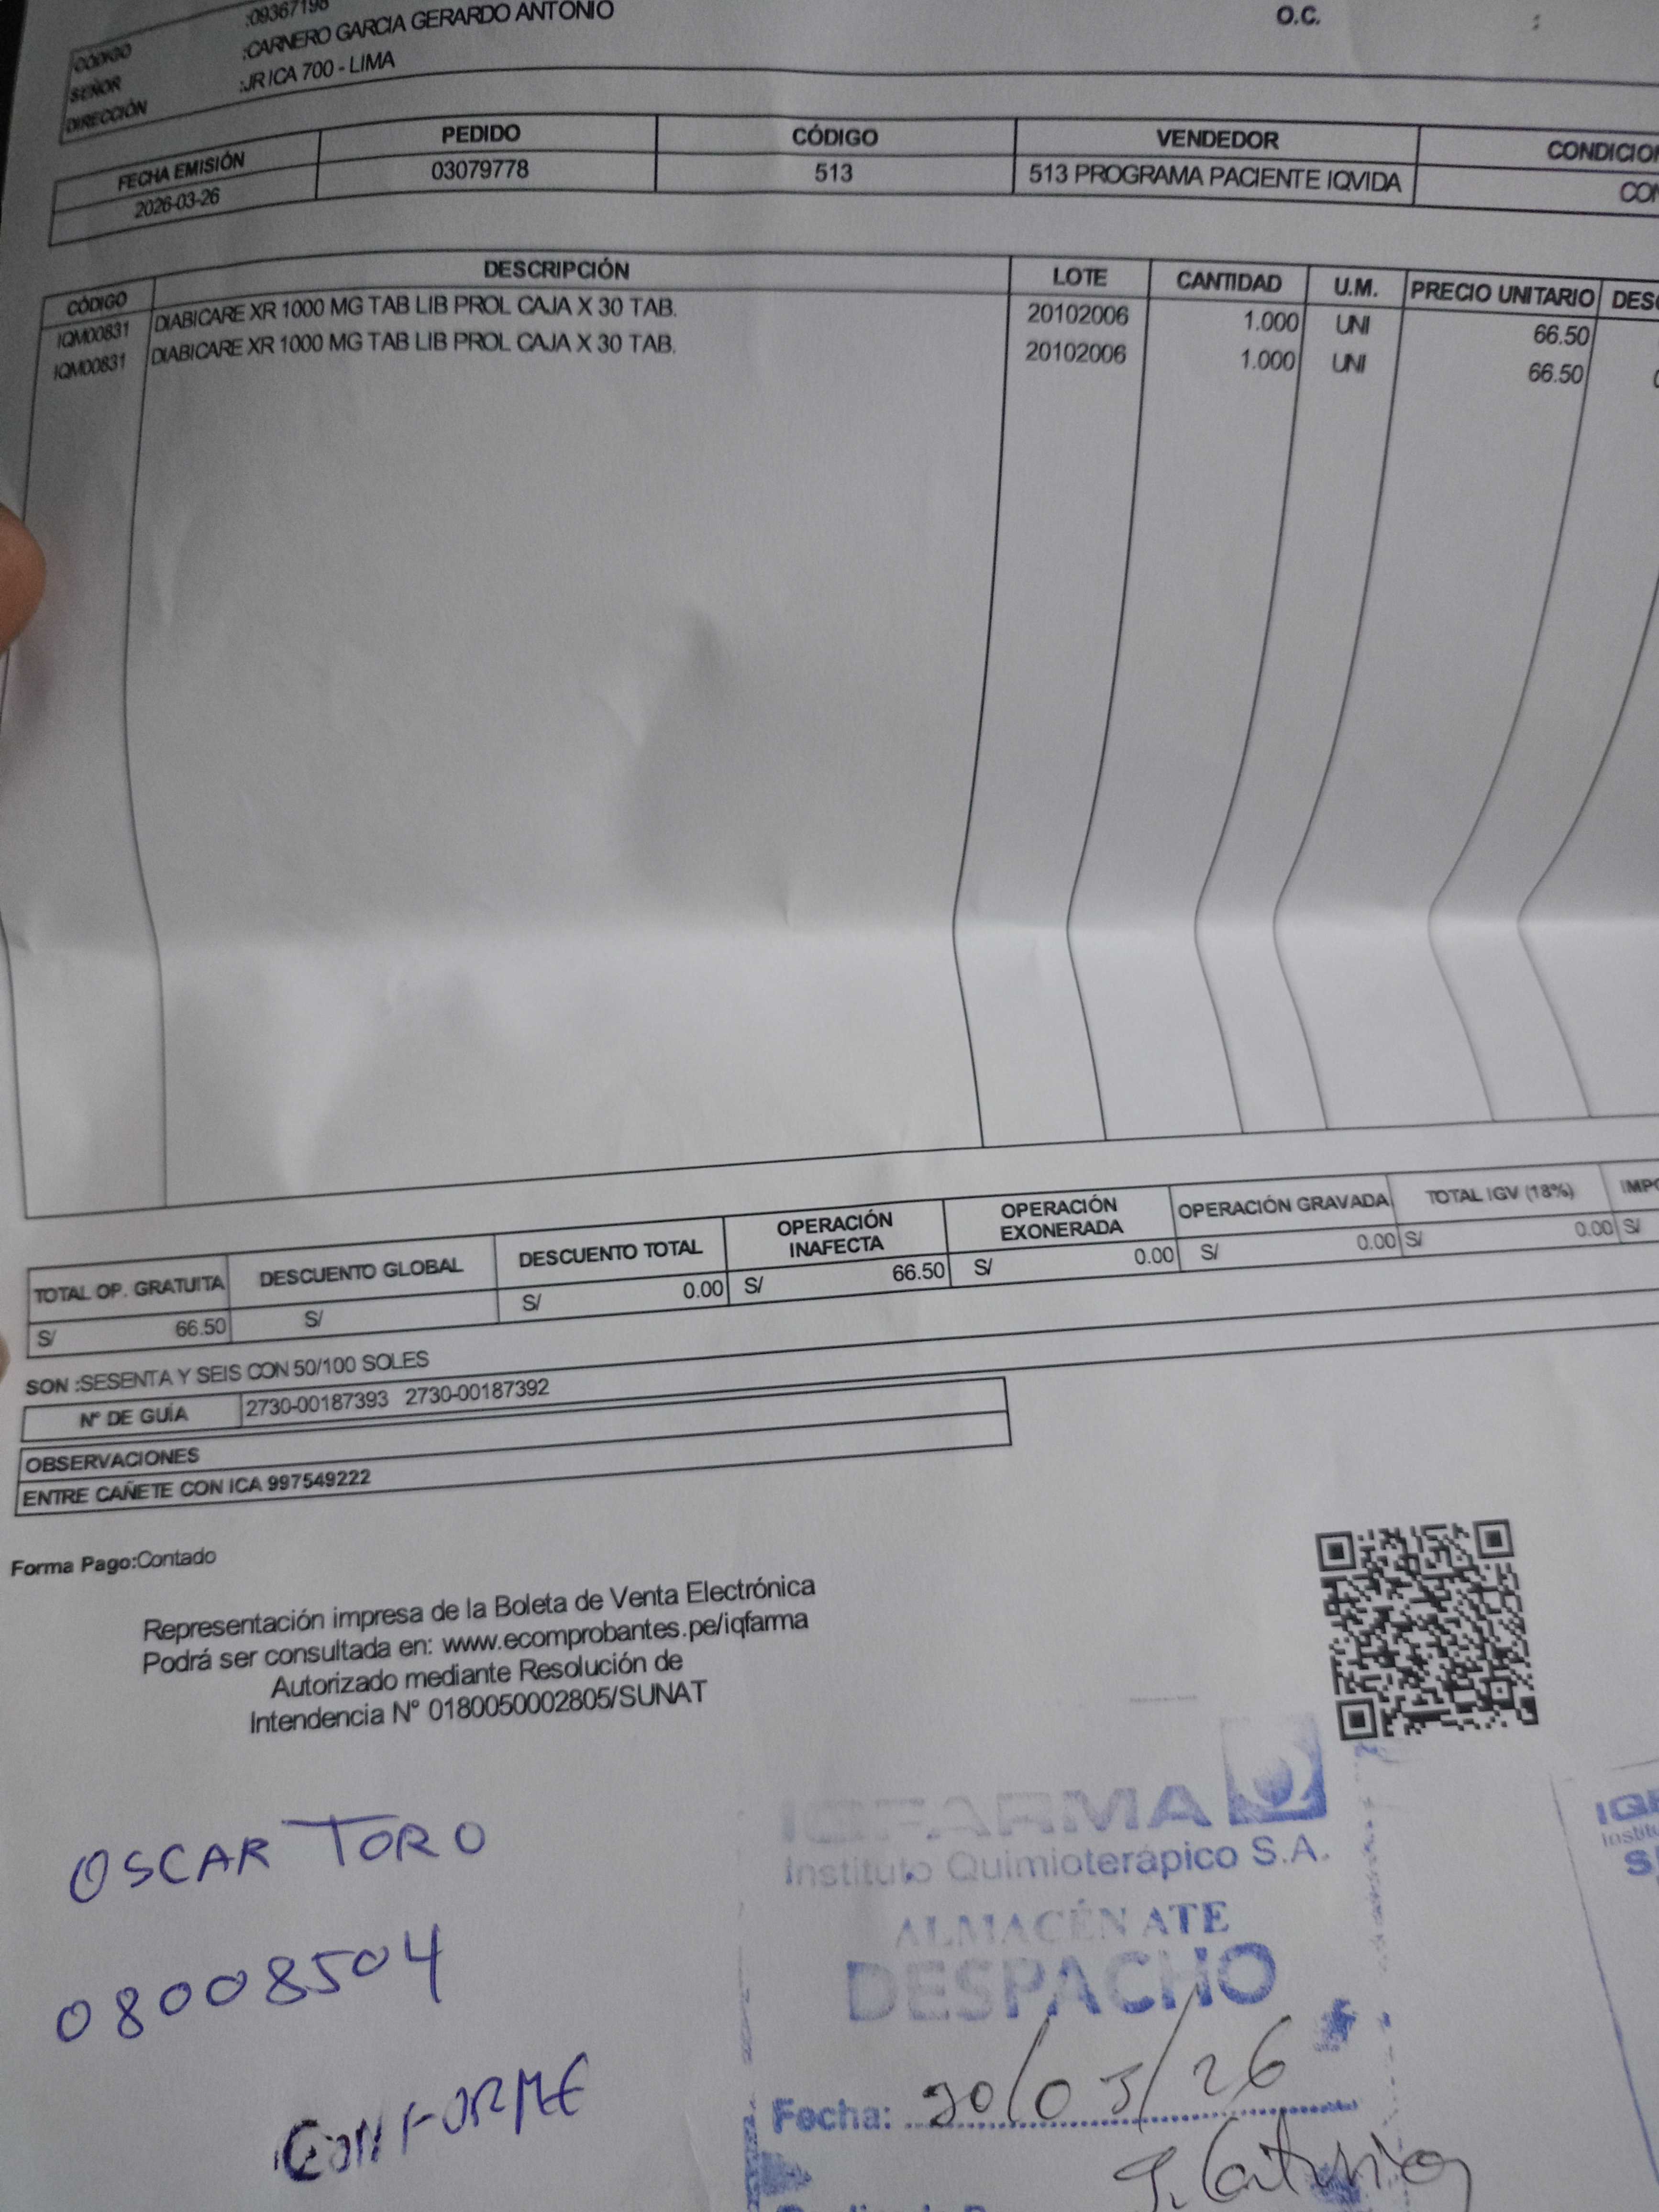 CÓDIGO :09367198
SEÑOR :CARNERO GARCIA GERARDO ANTONIO
DIRECCIÓN :JR ICA 700 - LIMA
O.C. :
FECHA EMISIÓN PEDIDO CÓDIGO VENDEDOR
2026-03-26 03079778 513 513 PROGRAMA PACIENTE IQVIDA
CÓDIGO DESCRIPCIÓN LOTE CANTIDAD U.M. PRECIO UNITARIO
IQM00831 DIABICARE XR 1000 MG TAB LIB PROL CAJA X 30 TAB. 20102006 1.000 UNI 66.50
IQM00831 DIABICARE XR 1000 MG TAB LIB PROL CAJA X 30 TAB. 20102006 1.000 UNI 66.50
TOTAL OP. GRATUITA DESCUENTO GLOBAL DESCUENTO TOTAL OPERACIÓN INAFECTA OPERACIÓN EXONERADA OPERACIÓN GRAVADA TOTAL IGV (18%)
S/ 66.50 S/ S/ 0.00 S/ 66.50 S/ 0.00 S/ 0.00 S/ 0.00 S/
SON :SESENTA Y SEIS CON 50/100 SOLES
N° DE GUÍA 2730-00187393 2730-00187392
OBSERVACIONES
ENTRE CAÑETE CON ICA 997549222
Forma Pago:Contado
Representación impresa de la Boleta de Venta Electrónica
Podrá ser consultada en: www.ecomprobantes.pe/iqfarma
Autorizado mediante Resolución de
Intendencia N° 0180050002805/SUNAT
OSCAR TORO
08008504
CONFORME
IQFARMA
Instituto Quimioterápico S.A.
ALMACÉN ATE
DESPACHO
Fecha: